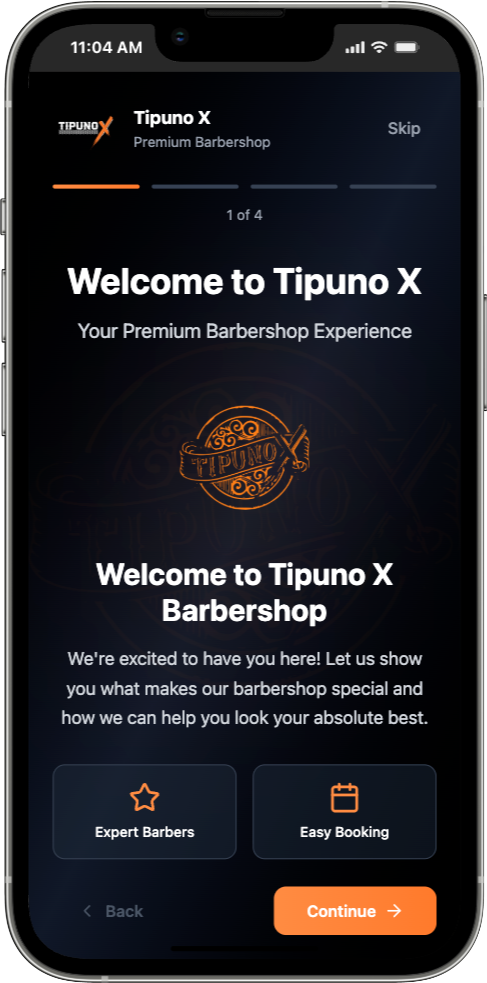 11:04 AM
TIPUNO X
Tipuno X
Premium Barbershop
Skip
1 of 4
Welcome to Tipuno X
Your Premium Barbershop Experience
TIPUNO X
Welcome to Tipuno X
Barbershop
We're excited to have you here! Let us show
you what makes our barbershop special and
how we can help you look your absolute best.
Expert Barbers
Easy Booking
Back
Continue